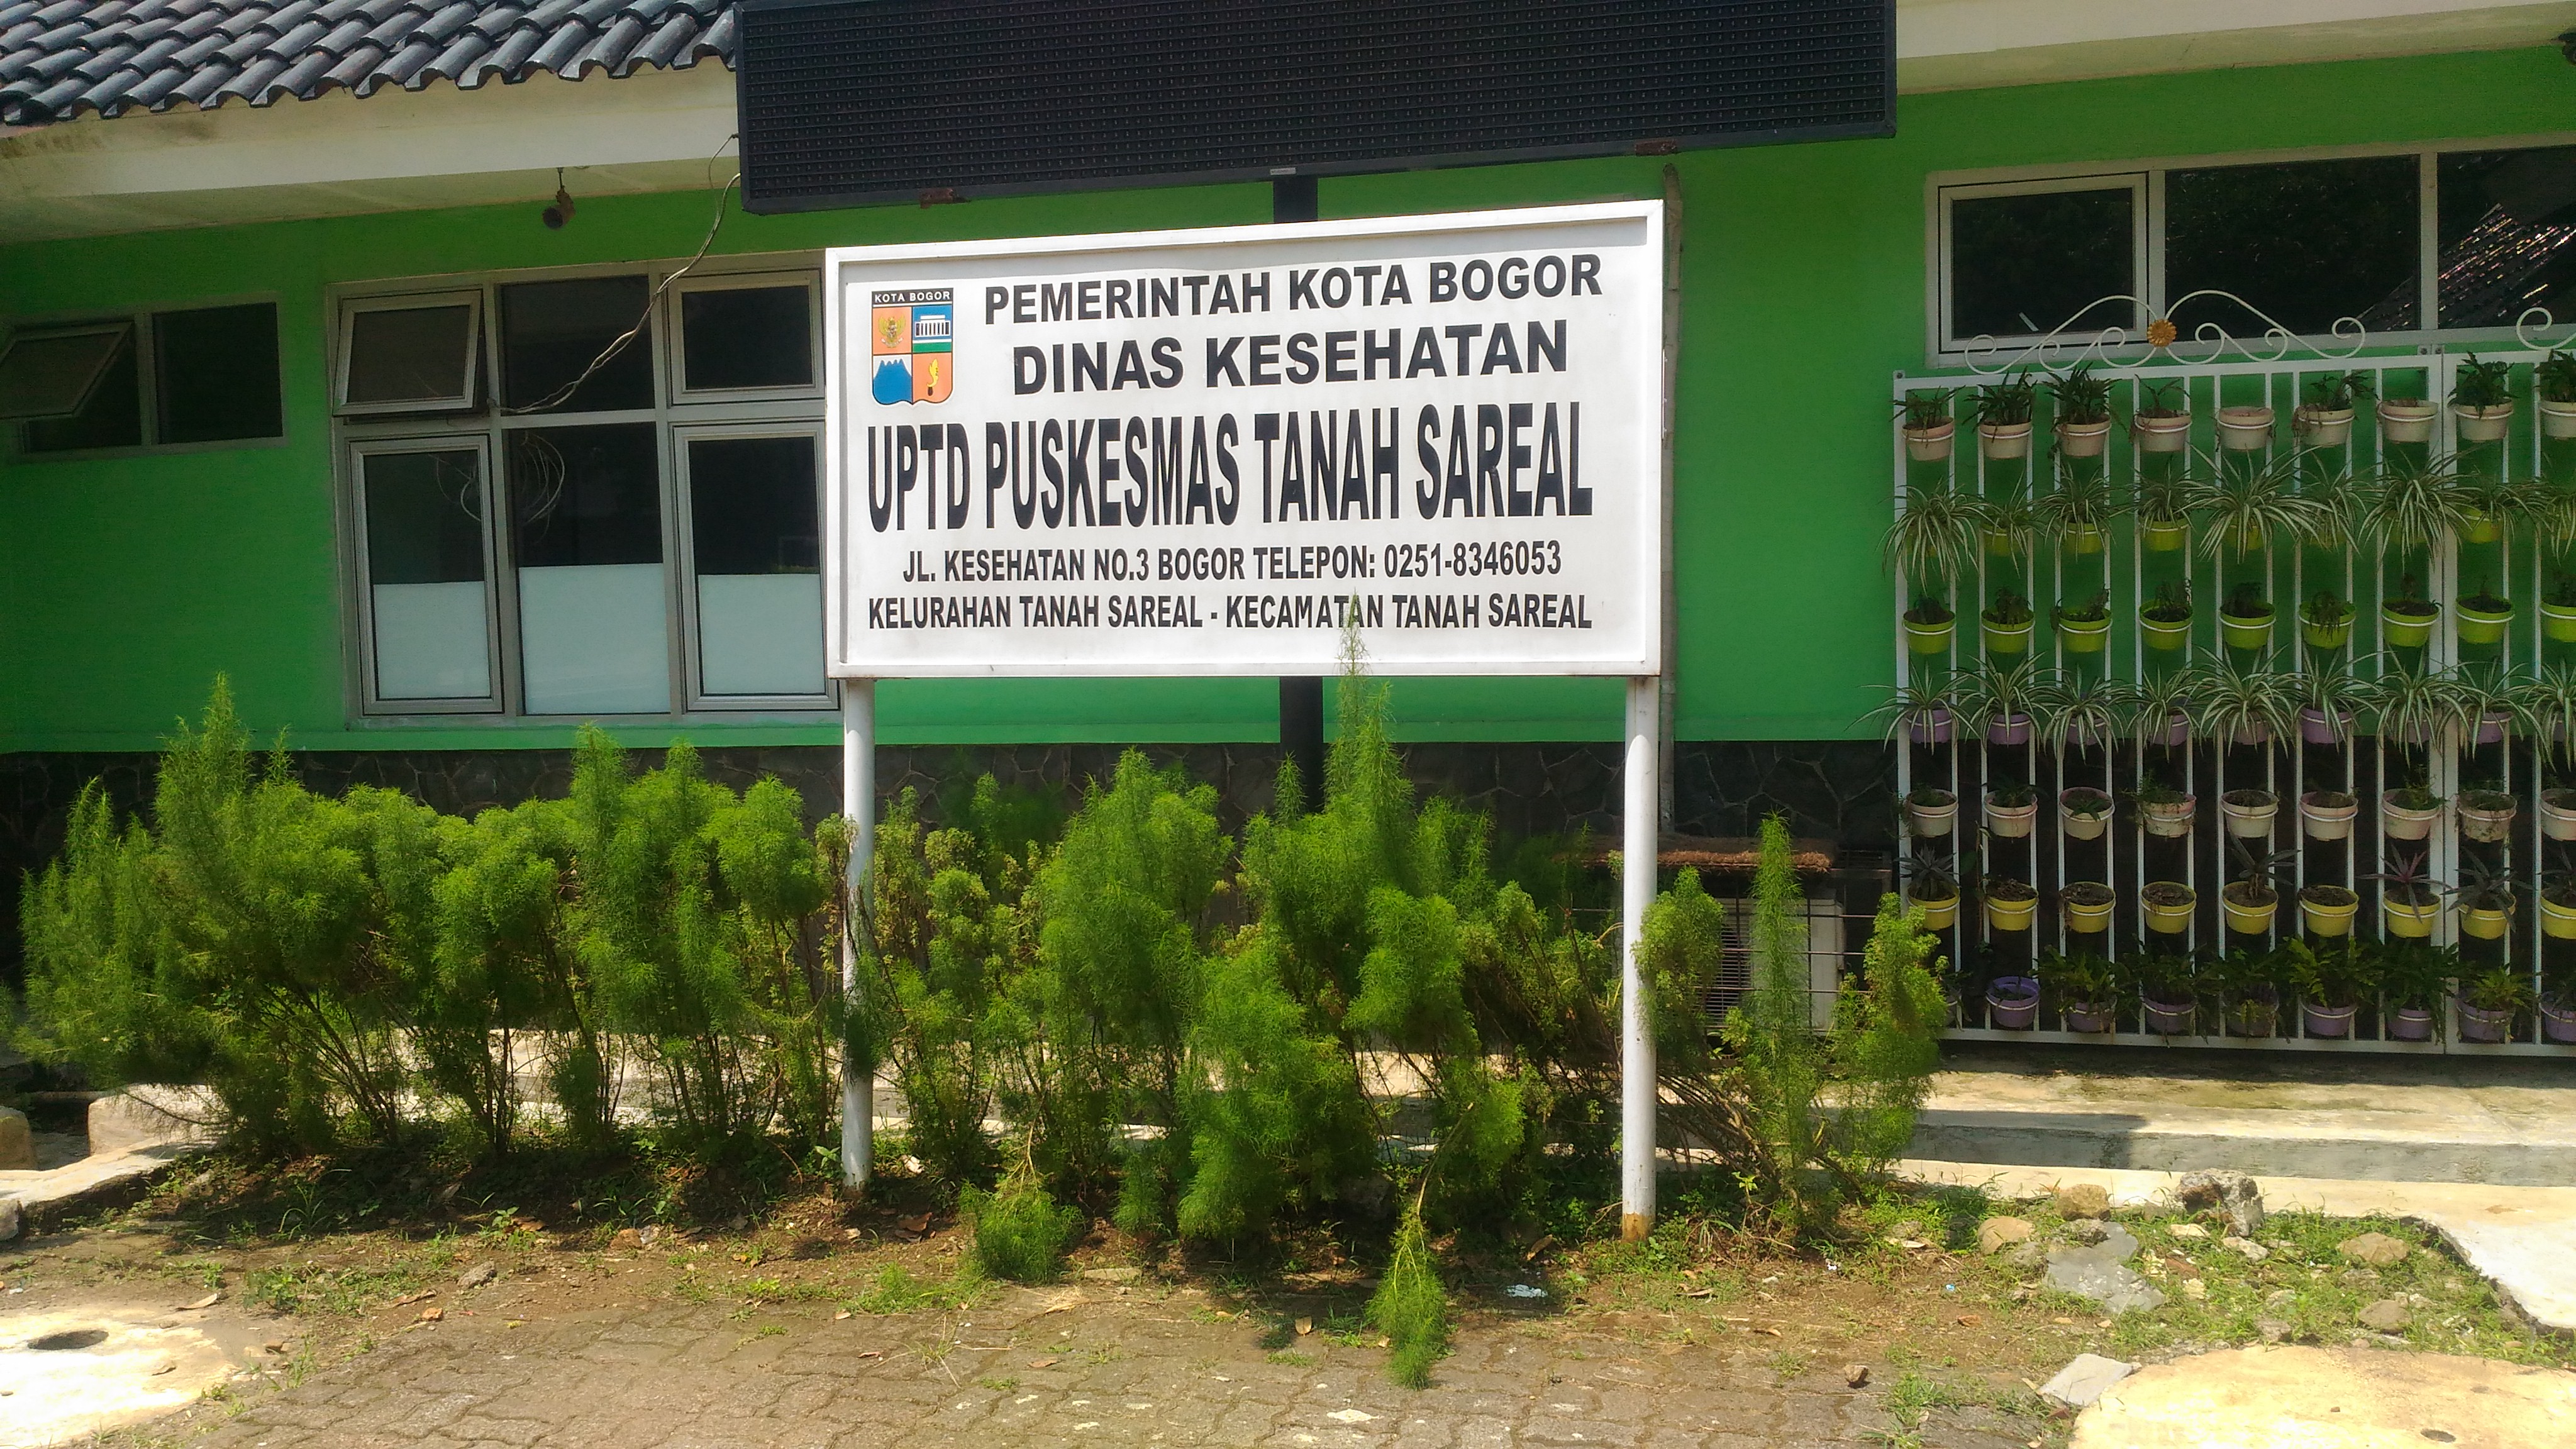 KOTA BOGOR
PEMERINTAH KOTA BOGOR
DINAS KESEHATAN
UPTD PUSKESMAS TANAH SAREAL
JL. KESEHATAN NO.3 BOGOR TELEPON: 0251-8346053
KELURAHAN TANAH SAREAL - KECAMATAN TANAH SAREAL